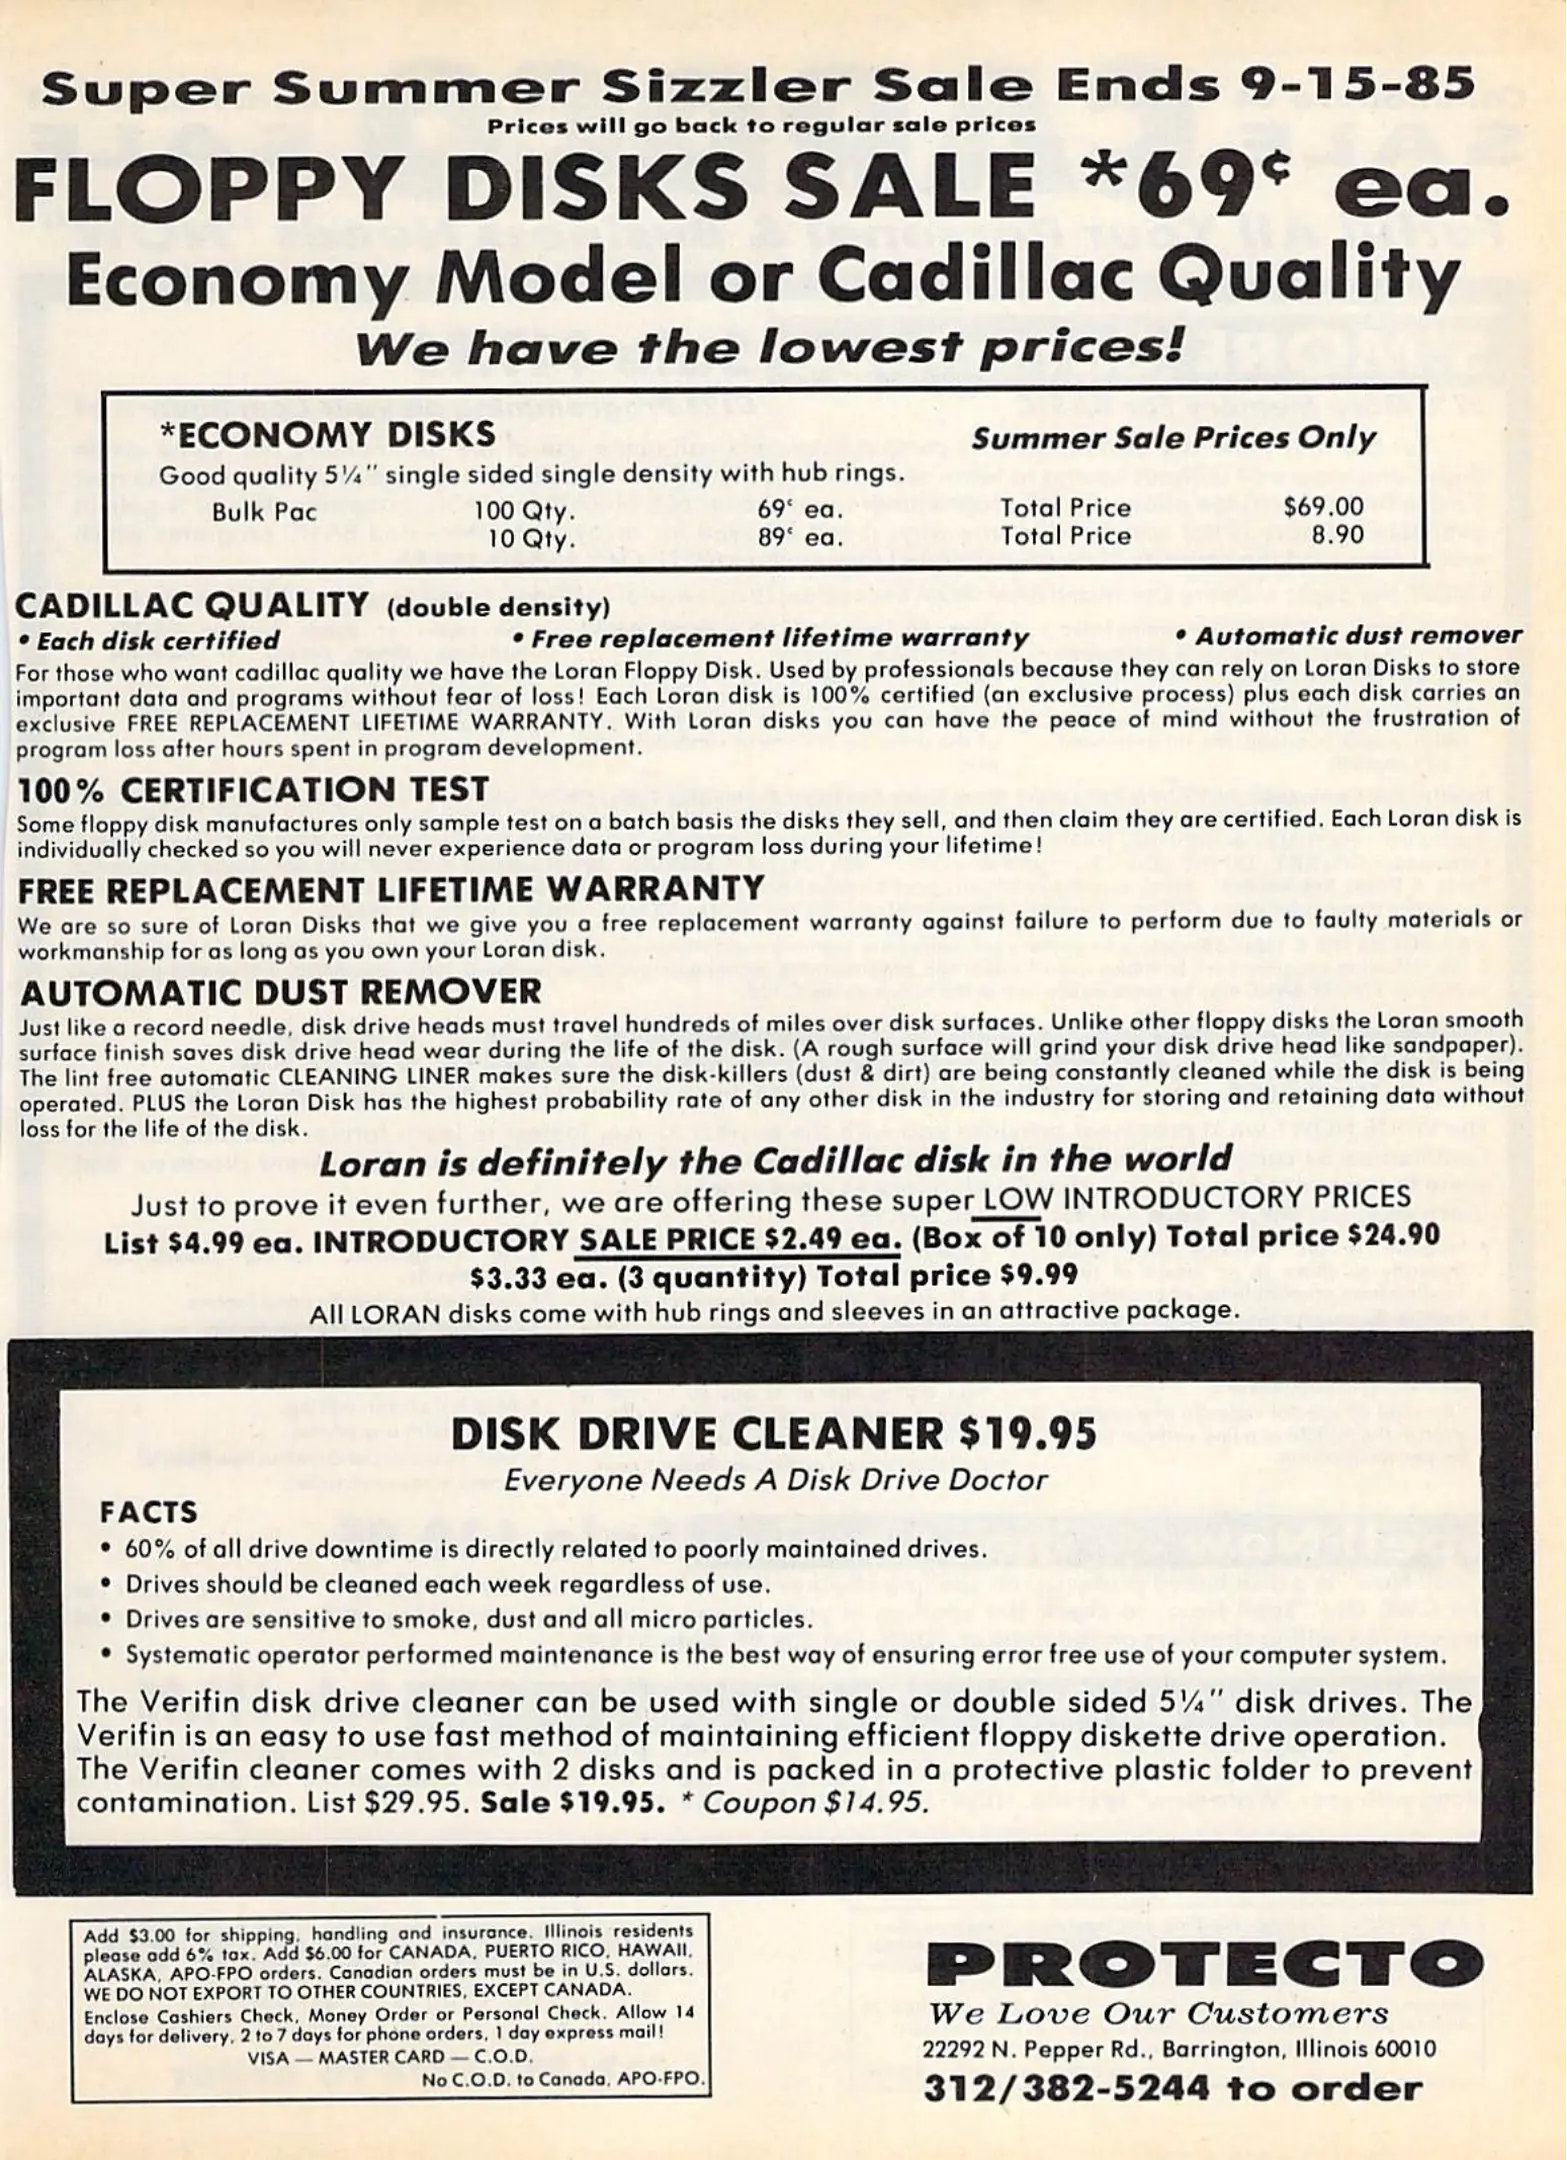 Super Summer Sizzler Sale Ends 9-15-85
Prices will go back to regular sale prices
FLOPPY DISKS SALE *69¢ ea.
Economy Model or Cadillac Quality
We have the lowest prices!
*ECONOMY DISKS Summer Sale Prices Only
Good quality 5¼" single sided single density with hub rings.
Bulk Pac 100 Qty. 69¢ ea. Total Price $69.00
10 Qty. 89¢ ea. Total Price 8.90
CADILLAC QUALITY (double density)
• Each disk certified • Free replacement lifetime warranty • Automatic dust remover
For those who want cadillac quality we have the Loran Floppy Disk. Used by professionals because they can rely on Loran Disks to store
important data and programs without fear of loss! Each Loran disk is 100% certified (an exclusive process) plus each disk carries an
exclusive FREE REPLACEMENT LIFETIME WARRANTY. With Loran disks you can have the peace of mind without the frustration of
program loss after hours spent in program development.
100% CERTIFICATION TEST
Some floppy disk manufactures only sample test on a batch basis the disks they sell, and then claim they are certified. Each Loran disk is
individually checked so you will never experience data or program loss during your lifetime!
FREE REPLACEMENT LIFETIME WARRANTY
We are so sure of Loran Disks that we give you a free replacement warranty against failure to perform due to faulty materials or
workmanship for as long as you own your Loran disk.
AUTOMATIC DUST REMOVER
Just like a record needle, disk drive heads must travel hundreds of miles over disk surfaces. Unlike other floppy disks the Loran smooth
surface finish saves disk drive head wear during the life of the disk. (A rough surface will grind your disk drive head like sandpaper).
The lint free automatic CLEANING LINER makes sure the disk-killers (dust & dirt) are being constantly cleaned while the disk is being
operated. PLUS the Loran Disk has the highest probability rate of any other disk in the industry for storing and retaining data without
loss for the life of the disk.
Loran is definitely the Cadillac disk in the world
Just to prove it even further, we are offering these super LOW INTRODUCTORY PRICES
List $4.99 ea. INTRODUCTORY SALE PRICE $2.49 ea. (Box of 10 only) Total price $24.90
$3.33 ea. (3 quantity) Total price $9.99
All LORAN disks come with hub rings and sleeves in an attractive package.
DISK DRIVE CLEANER $19.95
Everyone Needs A Disk Drive Doctor
FACTS
• 60% of all drive downtime is directly related to poorly maintained drives.
• Drives should be cleaned each week regardless of use.
• Drives are sensitive to smoke, dust and all micro particles.
• Systematic operator performed maintenance is the best way of ensuring error free use of your computer system.
The Verifin disk drive cleaner can be used with single or double sided 5¼" disk drives. The
Verifin is an easy to use fast method of maintaining efficient floppy diskette drive operation.
The Verifin cleaner comes with 2 disks and is packed in a protective plastic folder to prevent
contamination. List $29.95. Sale $19.95. * Coupon $14.95.
Add $3.00 for shipping, handling and insurance. Illinois residents
please add 6% tax. Add $6.00 for CANADA, PUERTO RICO, HAWAII,
ALASKA, APO-FPO orders. Canadian orders must be in U.S. dollars.
WE DO NOT EXPORT TO OTHER COUNTRIES, EXCEPT CANADA.
Enclose Cashiers Check, Money Order or Personal Check. Allow 14
days for delivery, 2 to 7 days for phone orders, 1 day express mail!
VISA — MASTER CARD — C.O.D.
No C.O.D. to Canada, APO-FPO.
PROTECTO
We Love Our Customers
22292 N. Pepper Rd., Barrington, Illinois 60010
312/382-5244 to order